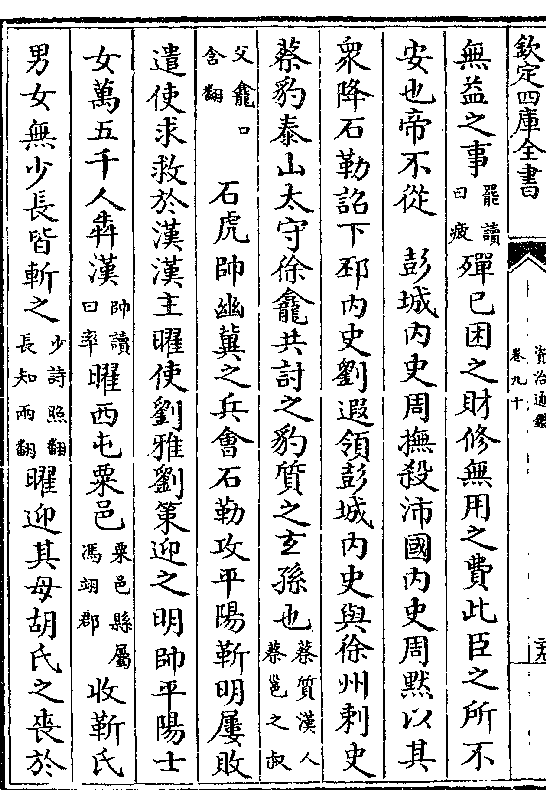 欽定四庫全書
資治通鑑
卷九十
無益之事罷讀曰疲殫已困之財修無用之費此臣之所不
安也帝不從　彭城内史周撫殺沛國内史周默以其
衆降石勒詔下邳内史劉遐領彭城内史與徐州刺史
蔡豹泰山太守徐龕共討之豹質之玄孫也蔡質漢人蔡邕之叔
父龕口含翻　石虎帥幽冀之兵會石勒攻平陽靳明屢敗
遣使求救於漢漢主曜使劉雅劉策迎之明帥平陽士
女萬五千人奔漢帥讀曰率曜西屯粟邑粟邑縣屬馮翊郡收靳氏
男女無少長皆斬之少詩照翻長知兩翻曜迎其母胡氏之喪於